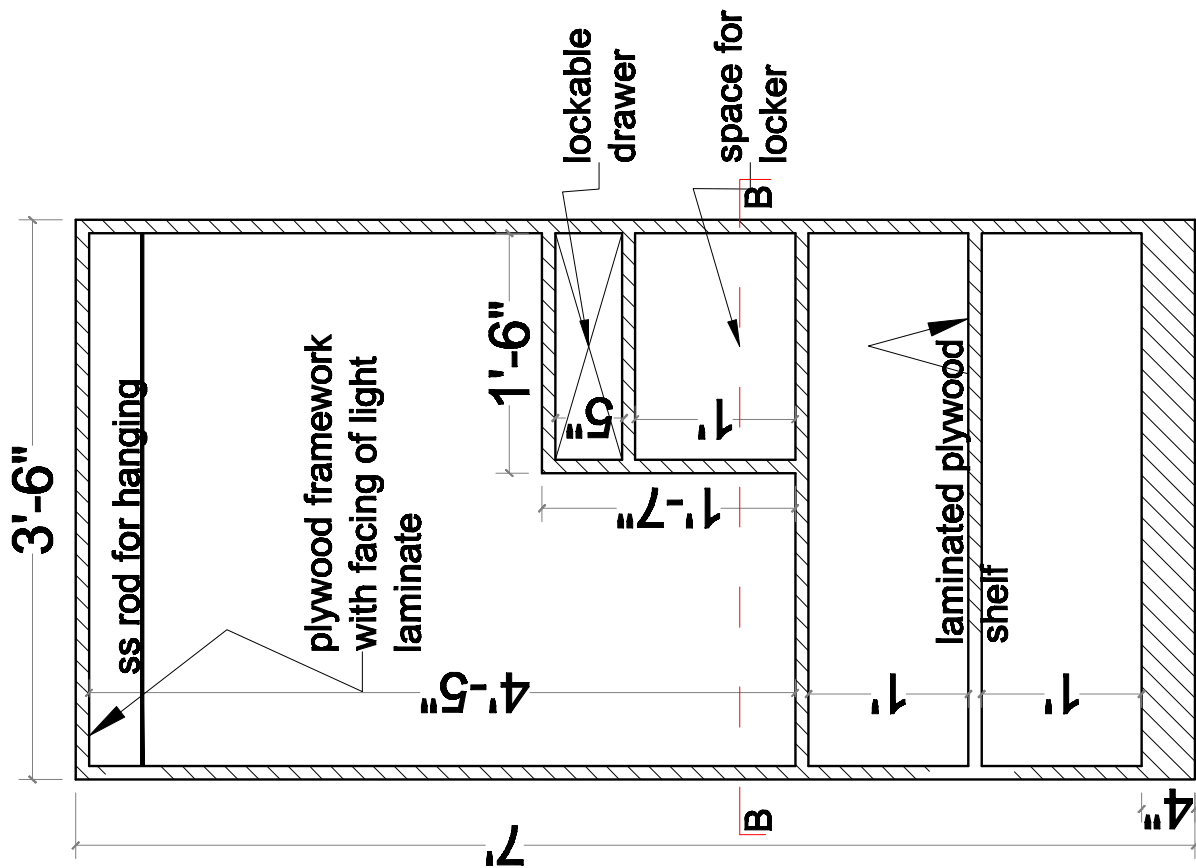 3'-6"
ss rod for hanging
plywood framework
with facing of light
laminate
4'-5"
1'-9"
lockable
drawer
5"
1'
space for
locker
B
1'-7"
laminated plywood
shelf
1'
1'
B
4"
7'